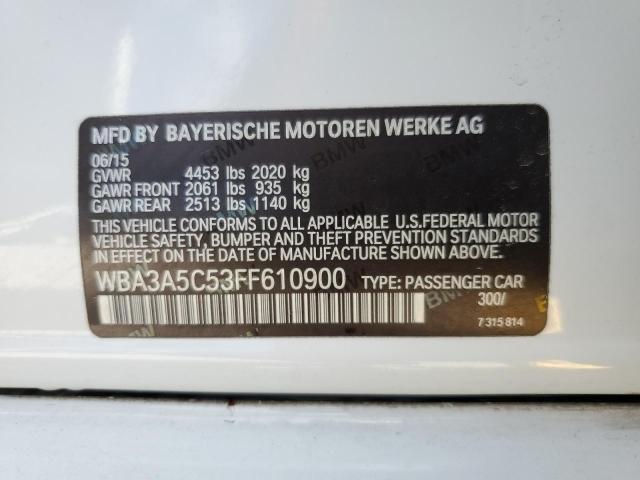 MFD BY BAYERISCHE MOTOREN WERKE AG
06/15
GVWR 4453 lbs 2020 kg
GAWR FRONT 2061 lbs 935 kg
GAWR REAR 2513 lbs 1140 kg
THIS VEHICLE CONFORMS TO ALL APPLICABLE U.S.FEDERAL MOTOR
VEHICLE SAFETY, BUMPER AND THEFT PREVENTION STANDARDS
IN EFFECT ON THE DATE OF MANUFACTURE SHOWN ABOVE.
WBA3A5C53FF610900 TYPE: PASSENGER CAR
300/
7 315 814